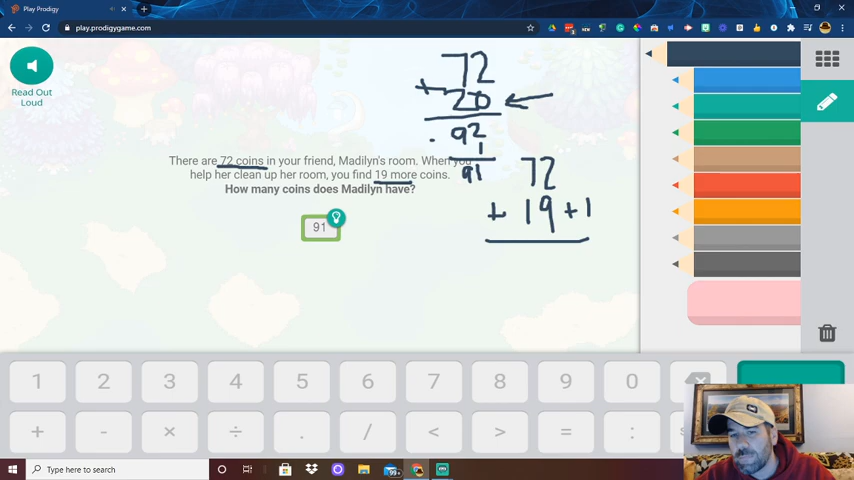 Play Prodigy
play.prodigygame.com
Read Out
Loud
There are 72 coins in your friend, Madilyn's room. When you
help her clean up her room, you find 19 more coins.
How many coins does Madilyn have?
91
72
+ 20
92
1
91
72
+ 19 + 1
1 2 3 4 5 6 7 8 9 0
+ - × ÷ . / < > = :
Type here to search